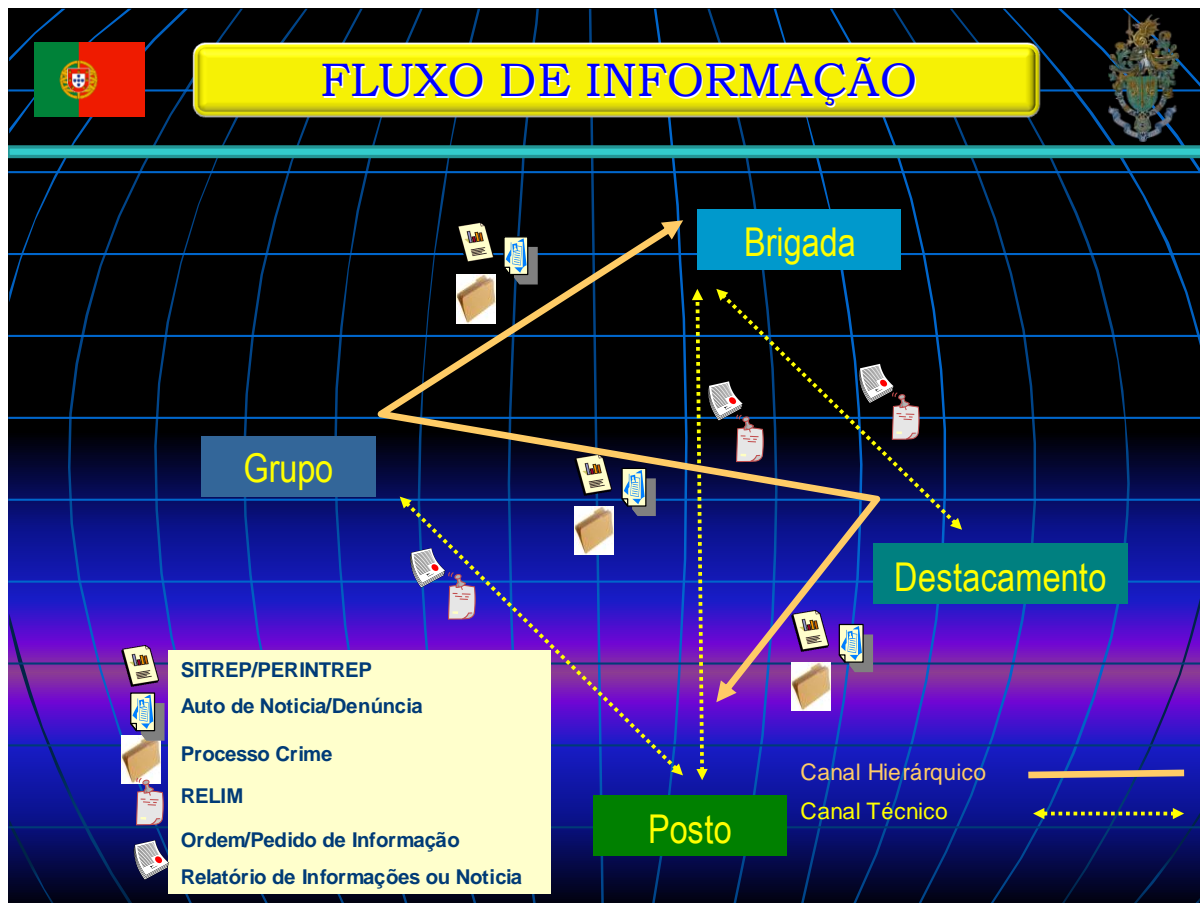 FLUXO DE INFORMAÇÃO
Brigada
Grupo
Destacamento
SITREP/PERINTREP
Auto de Noticia/Denúncia
Processo Crime
RELIM
Ordem/Pedido de Informação
Relatório de Informações ou Noticia
Canal Hierárquico
Canal Técnico
Posto